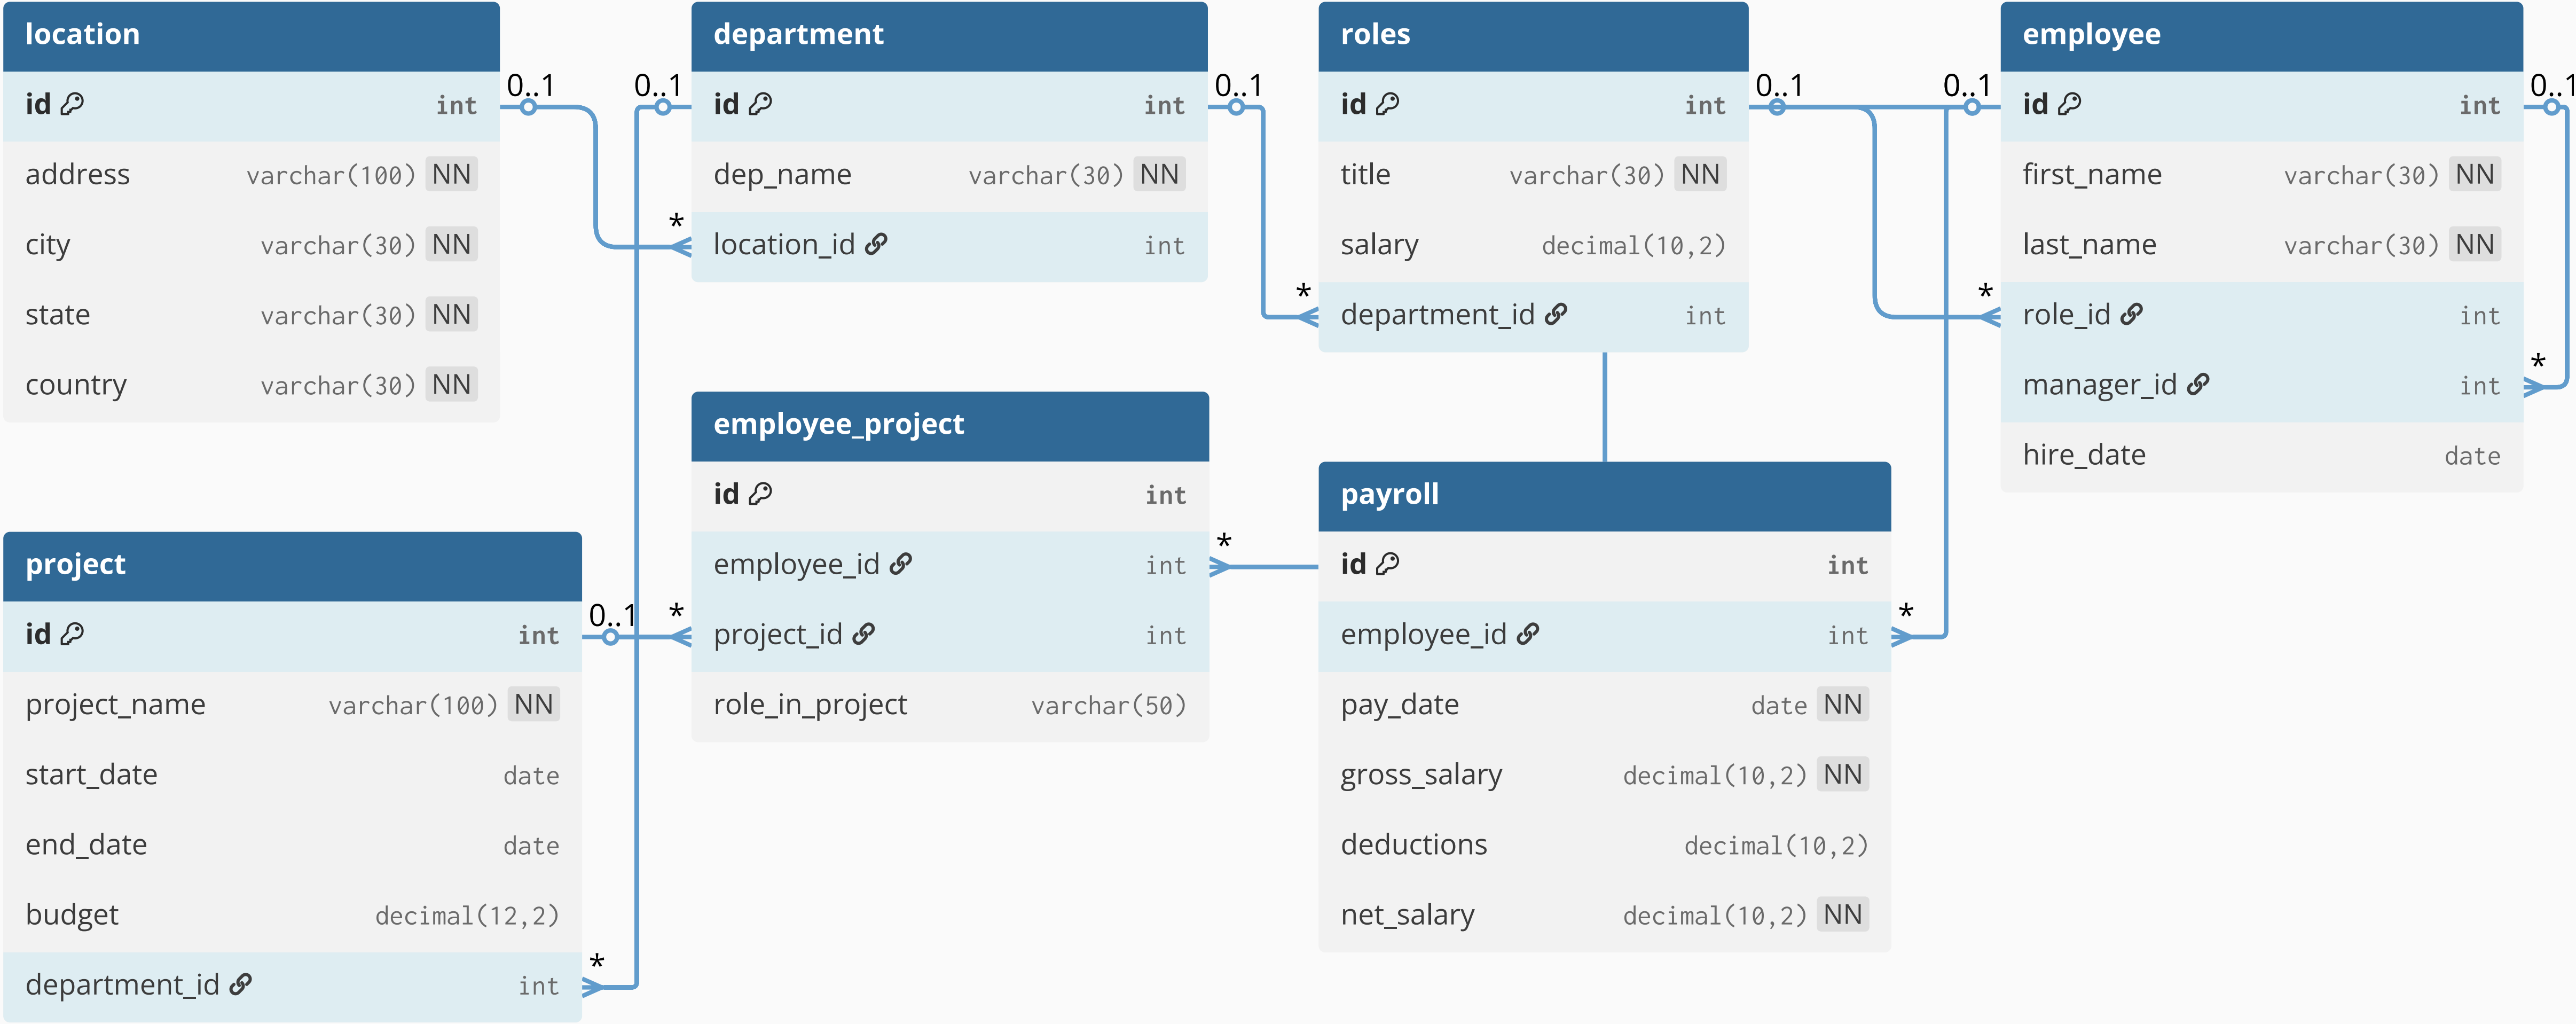 location
id int
address varchar(100) NN
city varchar(30) NN
state varchar(30) NN
country varchar(30) NN
0..1
0..1
*
department
id int
dep_name varchar(30) NN
location_id int
0..1
*
roles
id int
title varchar(30) NN
salary decimal(10,2)
department_id int
0..1
0..1
*
employee
id int
first_name varchar(30) NN
last_name varchar(30) NN
role_id int
manager_id int
hire_date date
0..1
*
project
id int
project_name varchar(100) NN
start_date date
end_date date
budget decimal(12,2)
department_id int
0..1
*
*
employee_project
id int
employee_id int
project_id int
role_in_project varchar(50)
*
payroll
id int
employee_id int
pay_date date NN
gross_salary decimal(10,2) NN
deductions decimal(10,2)
net_salary decimal(10,2) NN
*